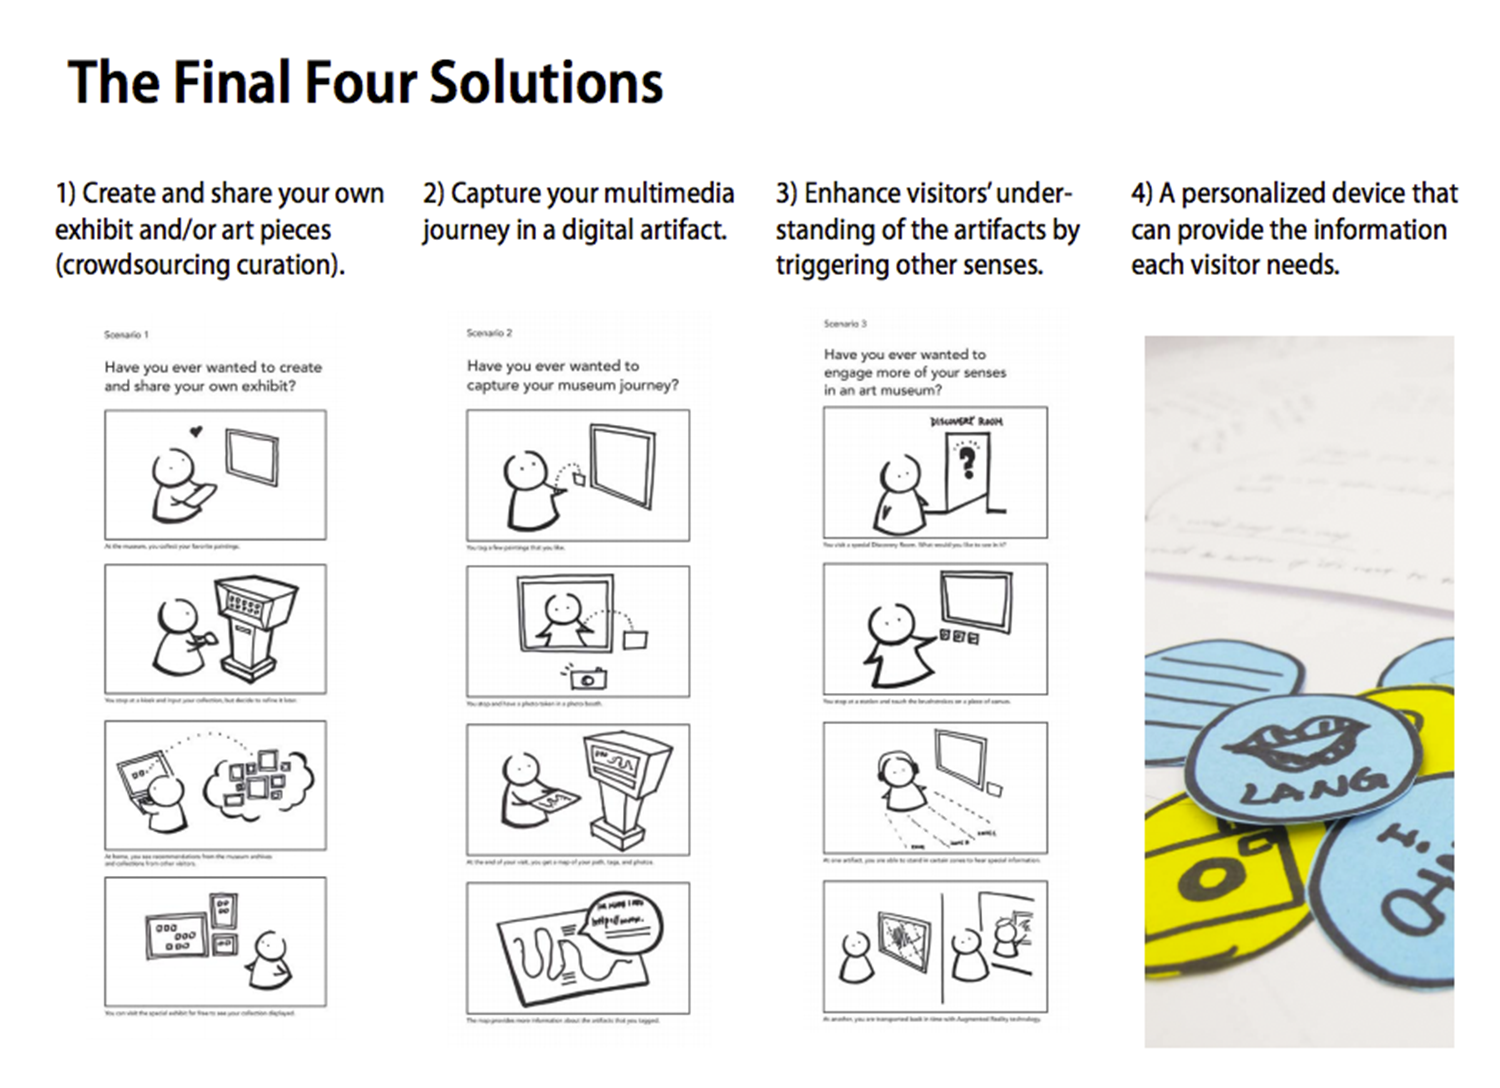 The Final Four Solutions
1) Create and share your own
exhibit and/or art pieces
(crowdsourcing curation).
2) Capture your multimedia
journey in a digital artifact.
3) Enhance visitors’ under-
standing of the artifacts by
triggering other senses.
4) A personalized device that
can provide the information
each visitor needs.
Scenario 1
Have you ever wanted to create
and share your own exhibit?
At the museum, you collect your favorite paintings.
You stop at a kiosk and input your collection, but decide to refine it later.
At home, you see recommendations from the museum archives
and collections from other visitors.
You can visit the special exhibit for free to see your collection displayed.
Scenario 2
Have you ever wanted to
capture your museum journey?
You tag a few paintings that you like.
You stop and have a photo taken in a photo booth.
At the end of your visit, you get a map of your path, tags, and photos.
The map provides more information about the artifacts that you tagged.
Scenario 3
Have you ever wanted to
engage more of your senses
in an art museum?
DISCOVERY ROOM
?
You visit a special Discovery Room. What would you like to see in it?
You stop at a station and touch the brushstrokes on a piece of canvas.
At one artifact, you are able to stand in certain zones to hear special information.
At another, you are transported back in time with Augmented Reality technology.
LANG